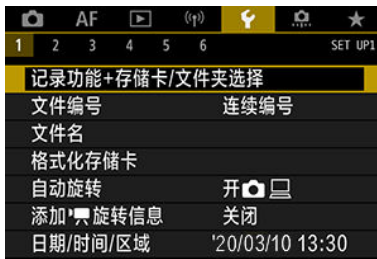 AF
1 2 3 4 5 6 SET UP1
记录功能+存储卡/文件夹选择
文件编号 连续编号
文件名
格式化存储卡
自动旋转 开
添加旋转信息 关闭
日期/时间/区域 '20/03/10 13:30